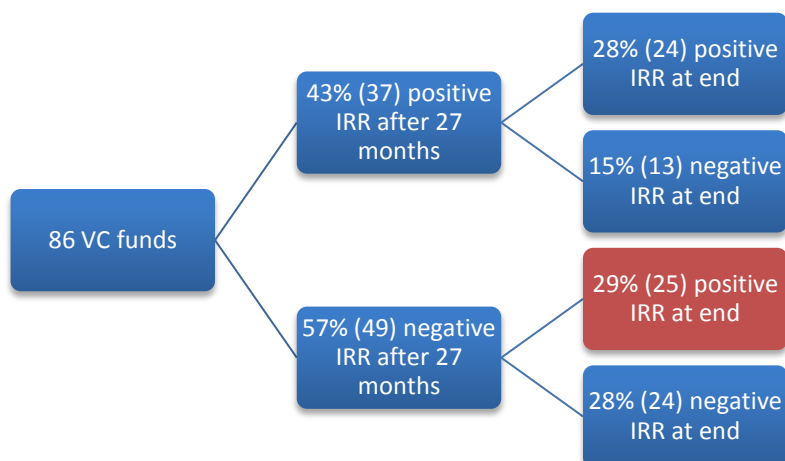 86 VC funds
43% (37) positive
IRR after 27
months
57% (49) negative
IRR after 27
months
28% (24) positive
IRR at end
15% (13) negative
IRR at end
29% (25) positive
IRR at end
28% (24) negative
IRR at end